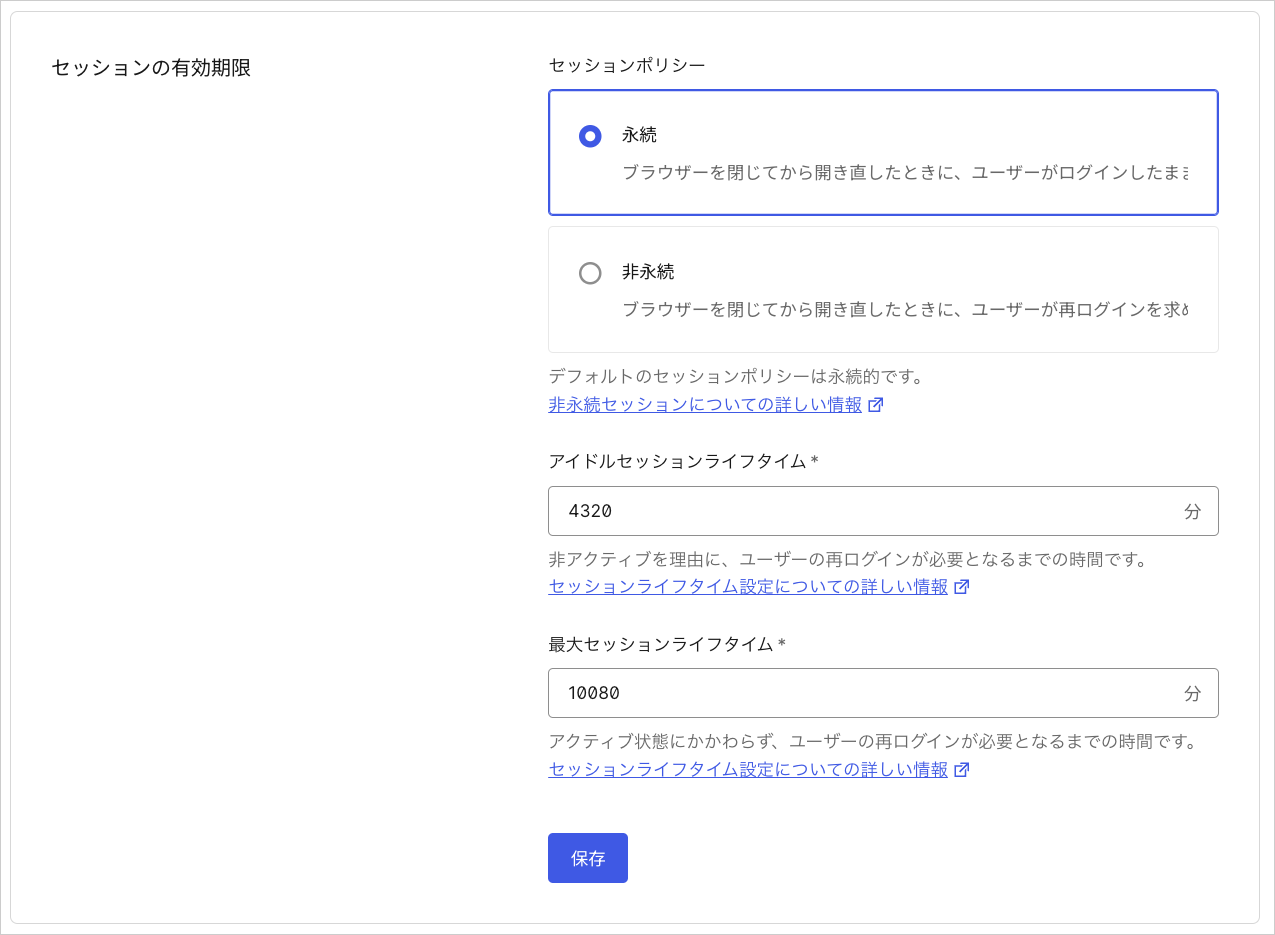 セッションの有効期限
セッションポリシー
永続
ブラウザーを閉じてから開き直したときに、ユーザーがログインしたまま
非永続
ブラウザーを閉じてから開き直したときに、ユーザーが再ログインを求め
デフォルトのセッションポリシーは永続的です。
非永続セッションについての詳しい情報
アイドルセッションライフタイム *
4320 分
非アクティブを理由に、ユーザーの再ログインが必要となるまでの時間です。
セッションライフタイム設定についての詳しい情報
最大セッションライフタイム *
10080 分
アクティブ状態にかかわらず、ユーザーの再ログインが必要となるまでの時間です。
セッションライフタイム設定についての詳しい情報
保存